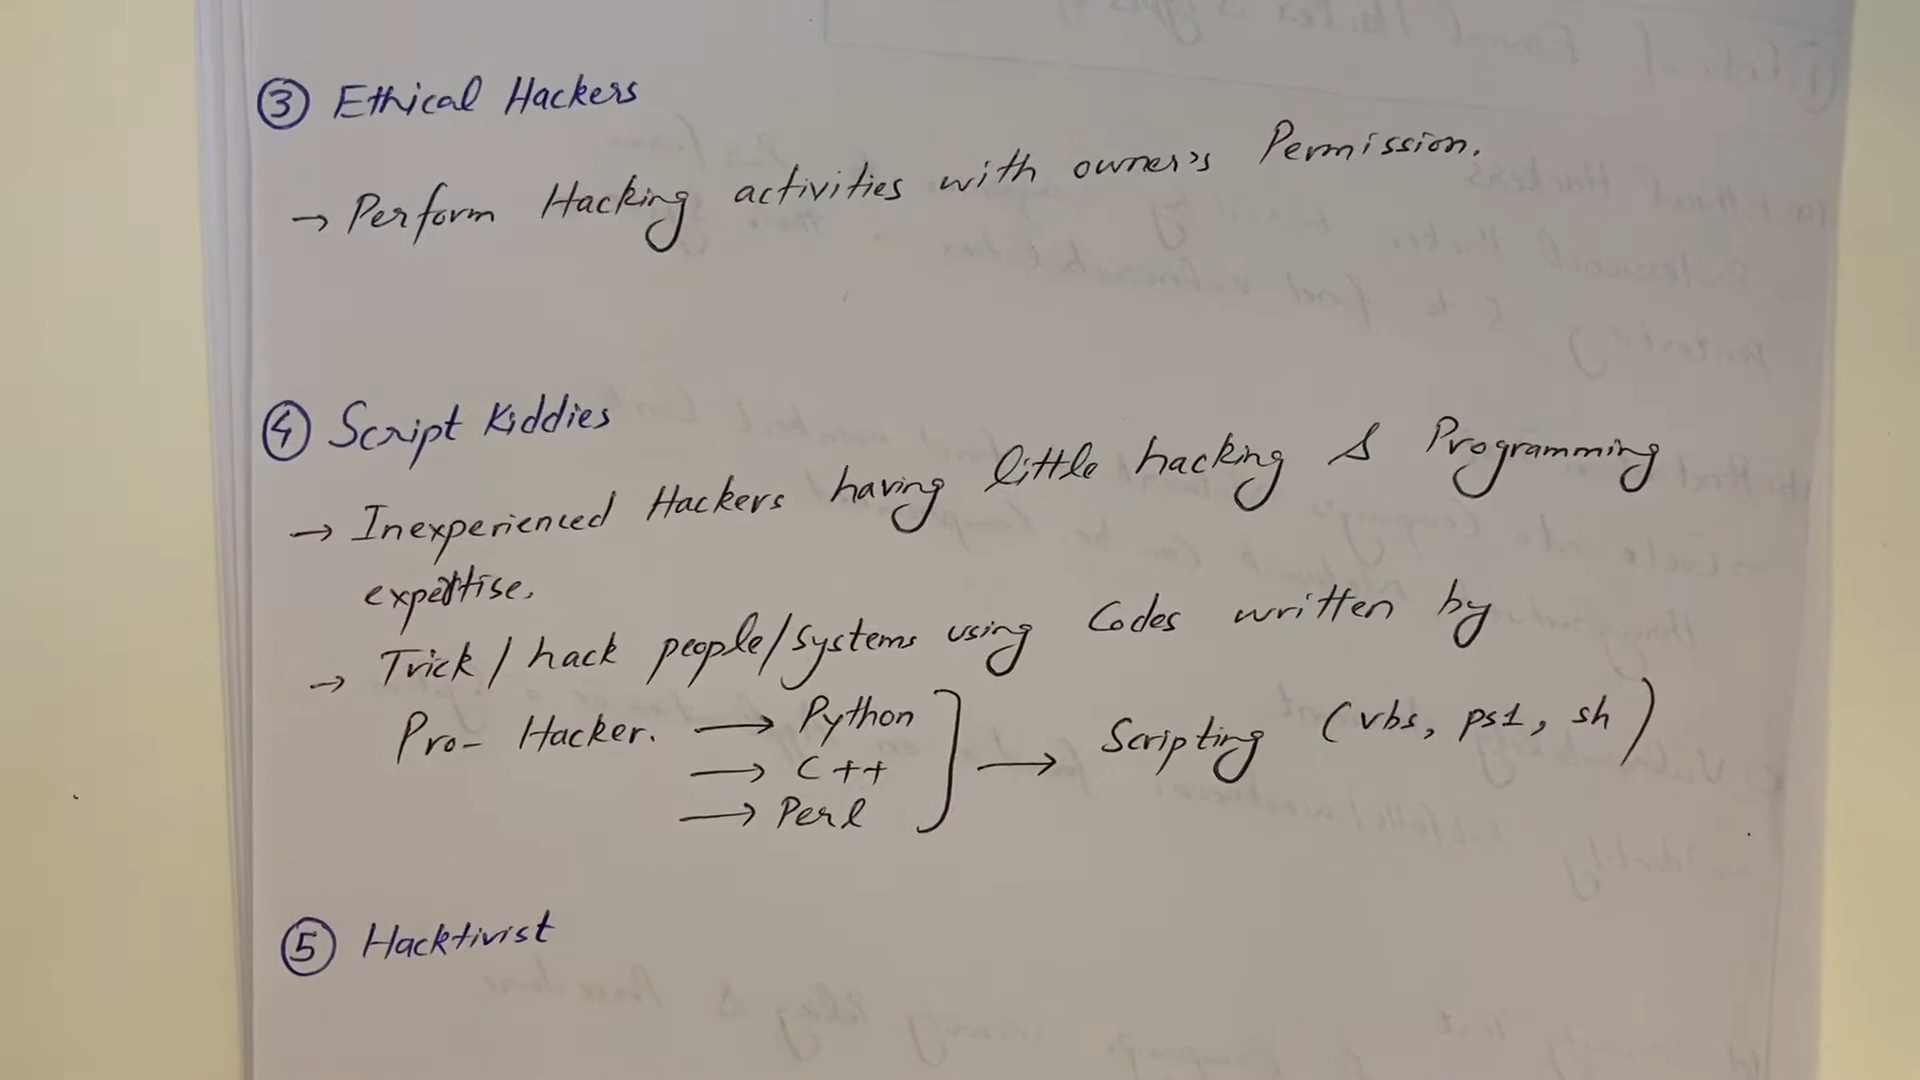 ③ Ethical Hackers
→ Perform Hacking activities with owner's Permission.
④ Script Kiddies
→ Inexperienced Hackers having little hacking & Programming
expertise.
→ Trick / hack people/systems using Codes written by
Pro- Hacker. → Python
→ C++
→ Perl
→ Scripting (vbs, ps1, sh)
⑤ Hacktivist